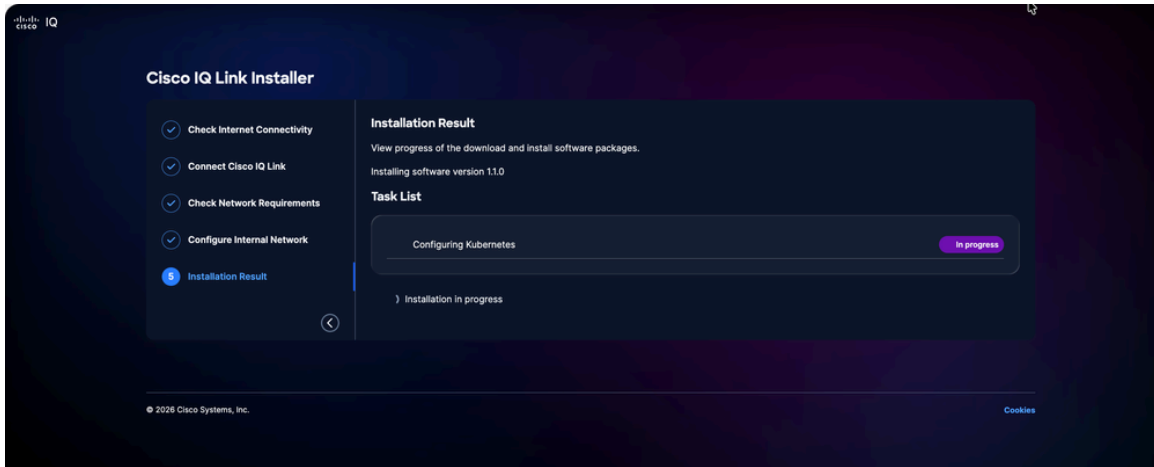 cisco IQ
Cisco IQ Link Installer
Check Internet Connectivity
Connect Cisco IQ Link
Check Network Requirements
Configure Internal Network
5 Installation Result
Installation Result
View progress of the download and install software packages.
Installing software version 1.1.0
Task List
Configuring Kubernetes In progress
Installation in progress
© 2026 Cisco Systems, Inc. Cookies